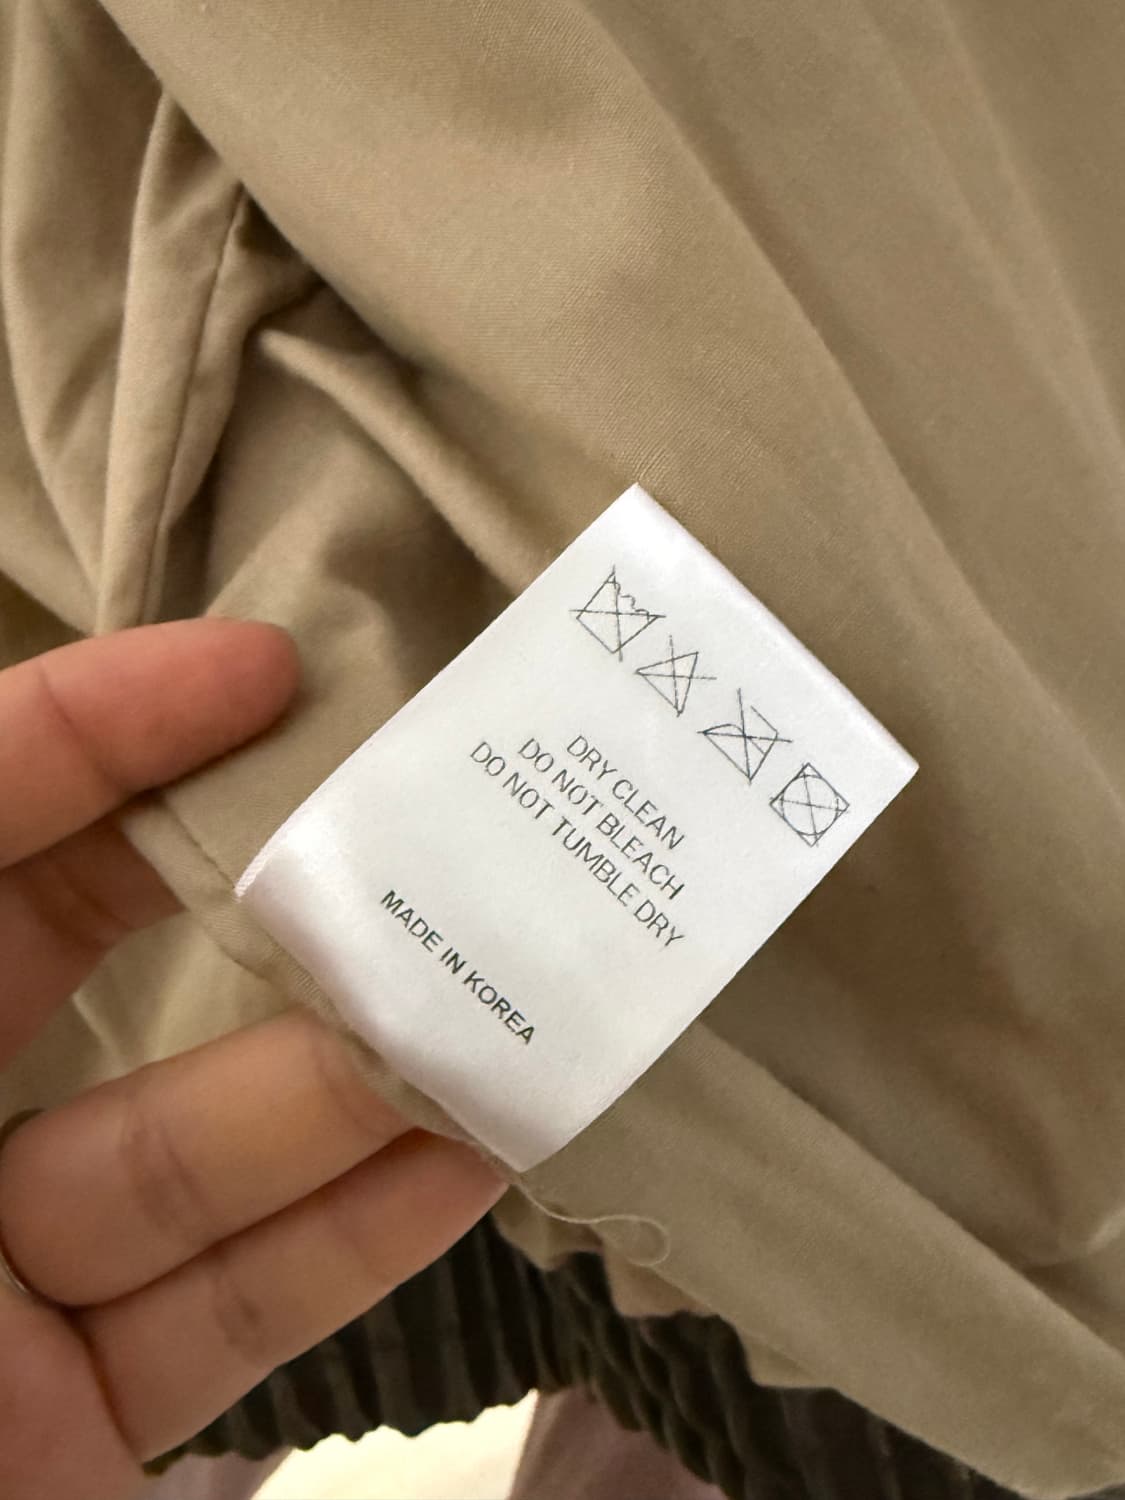 DRY CLEAN
DO NOT BLEACH
DO NOT TUMBLE DRY
MADE IN KOREA